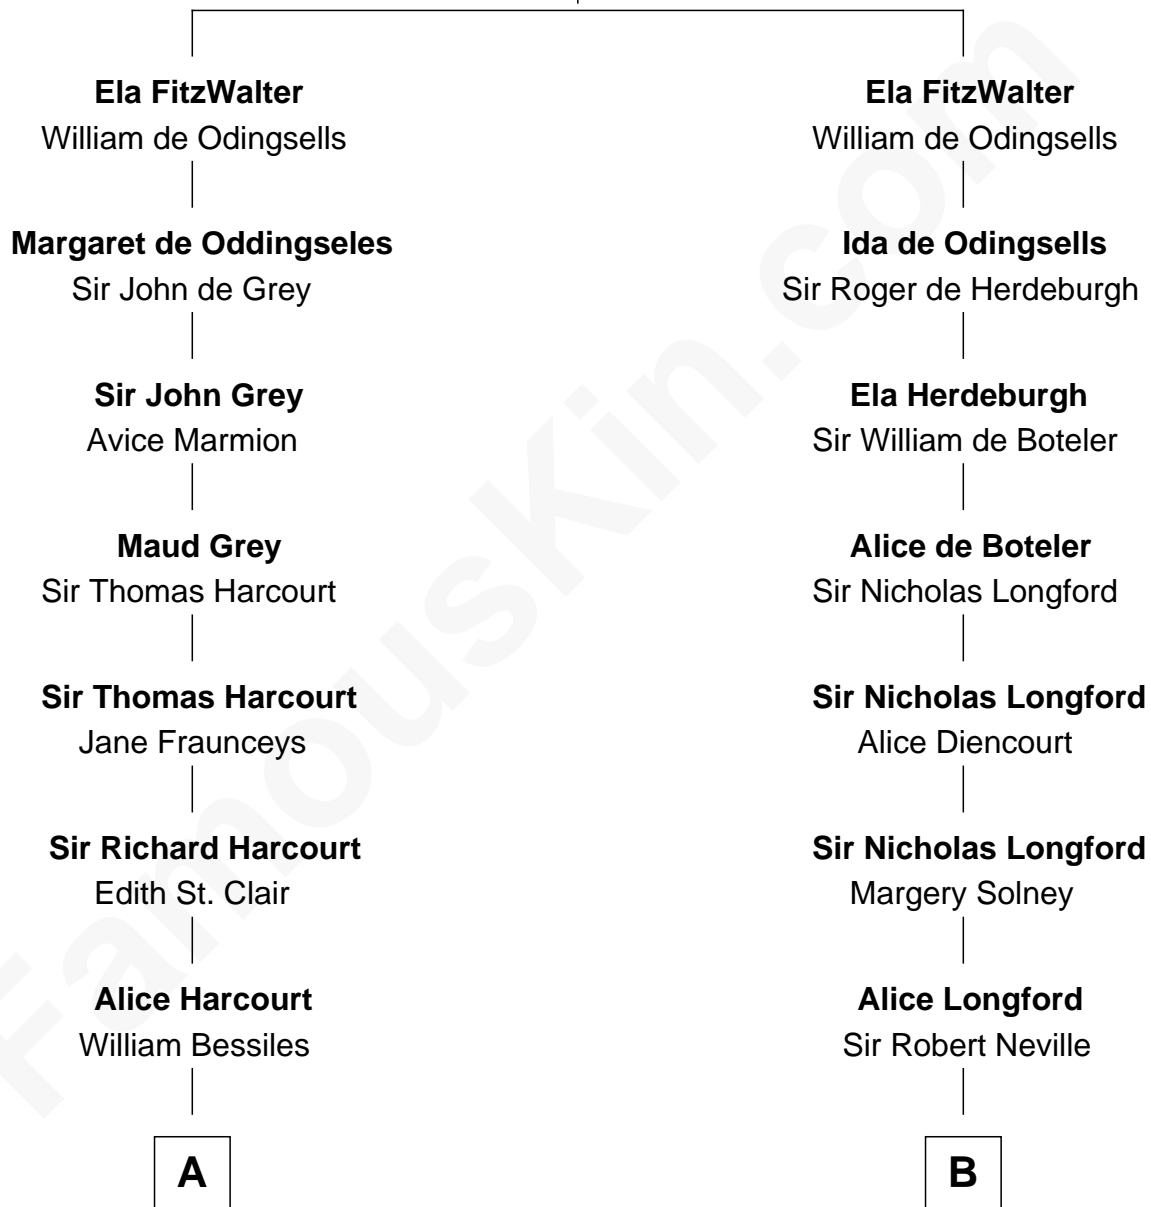 Ela FitzWalter
William de Odingsells
Margaret de Oddingseles
Sir John de Grey
Sir John Grey
Avice Marmion
Maud Grey
Sir Thomas Harcourt
Sir Thomas Harcourt
Jane Fraunceys
Sir Richard Harcourt
Edith St. Clair
Alice Harcourt
William Bessiles
A
Ela FitzWalter
William de Odingsells
Ida de Odingsells
Sir Roger de Herdeburgh
Ela Herdeburgh
Sir William de Boteler
Alice de Boteler
Sir Nicholas Longford
Sir Nicholas Longford
Alice Diencourt
Sir Nicholas Longford
Margery Solney
Alice Longford
Sir Robert Neville
B
FamousKin.com